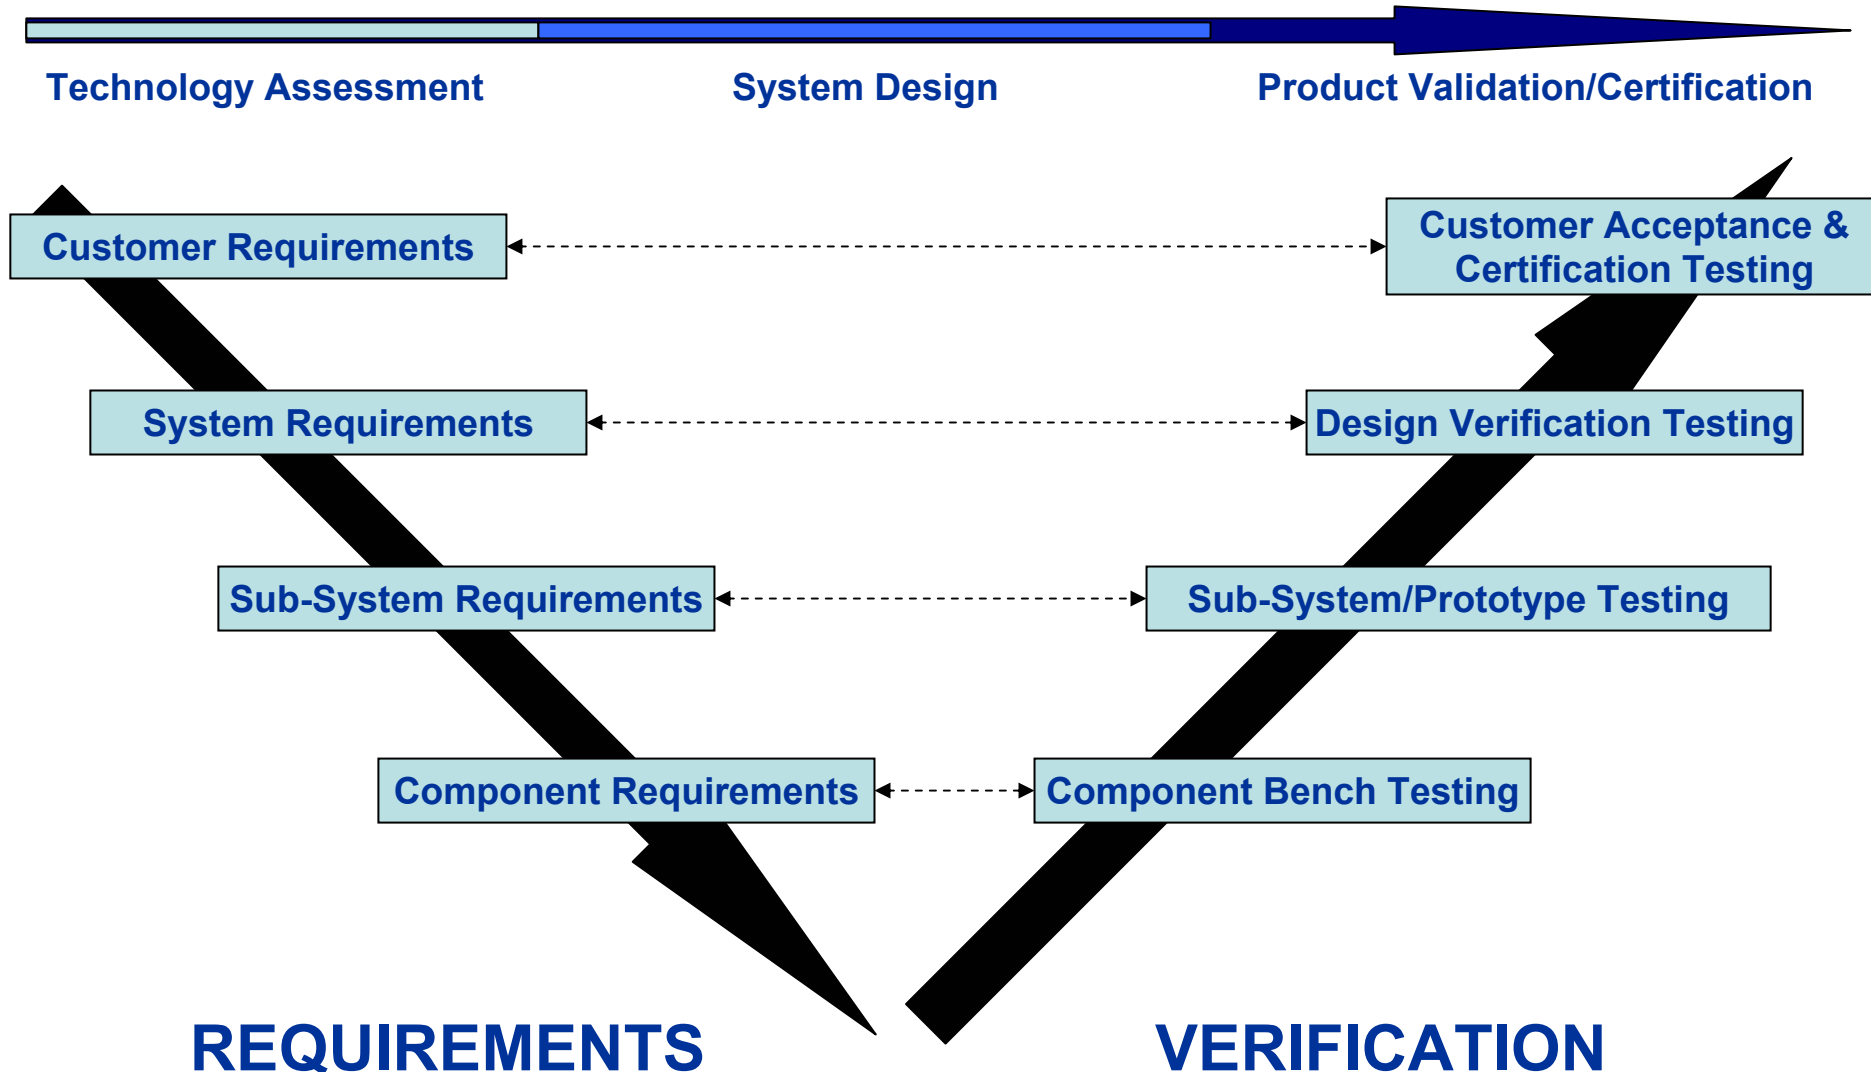 Technology Assessment
System Design
Product Validation/Certification
Customer Requirements
Customer Acceptance &
Certification Testing
System Requirements
Design Verification Testing
Sub-System Requirements
Sub-System/Prototype Testing
Component Requirements
Component Bench Testing
REQUIREMENTS
VERIFICATION